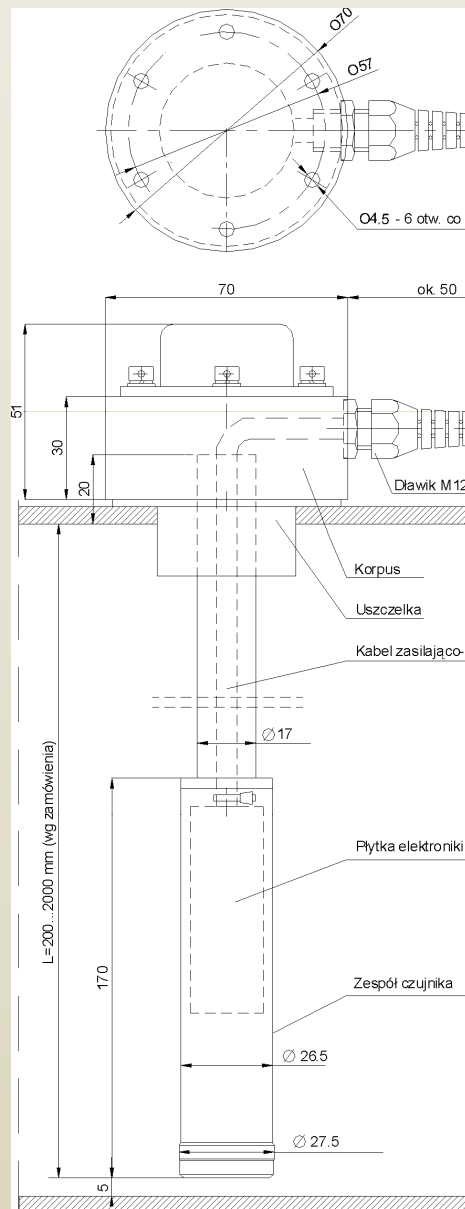 O70
O57
O4.5 - 6 otw. co
70
ok. 50
51
30
20
Dławik M12
Korpus
Uszczelka
Kabel zasilająco-
Ø17
L=200...2000 mm (wg zamówienia)
Płytka elektroniki
170
Zespół czujnika
Ø 26.5
Ø 27.5
5